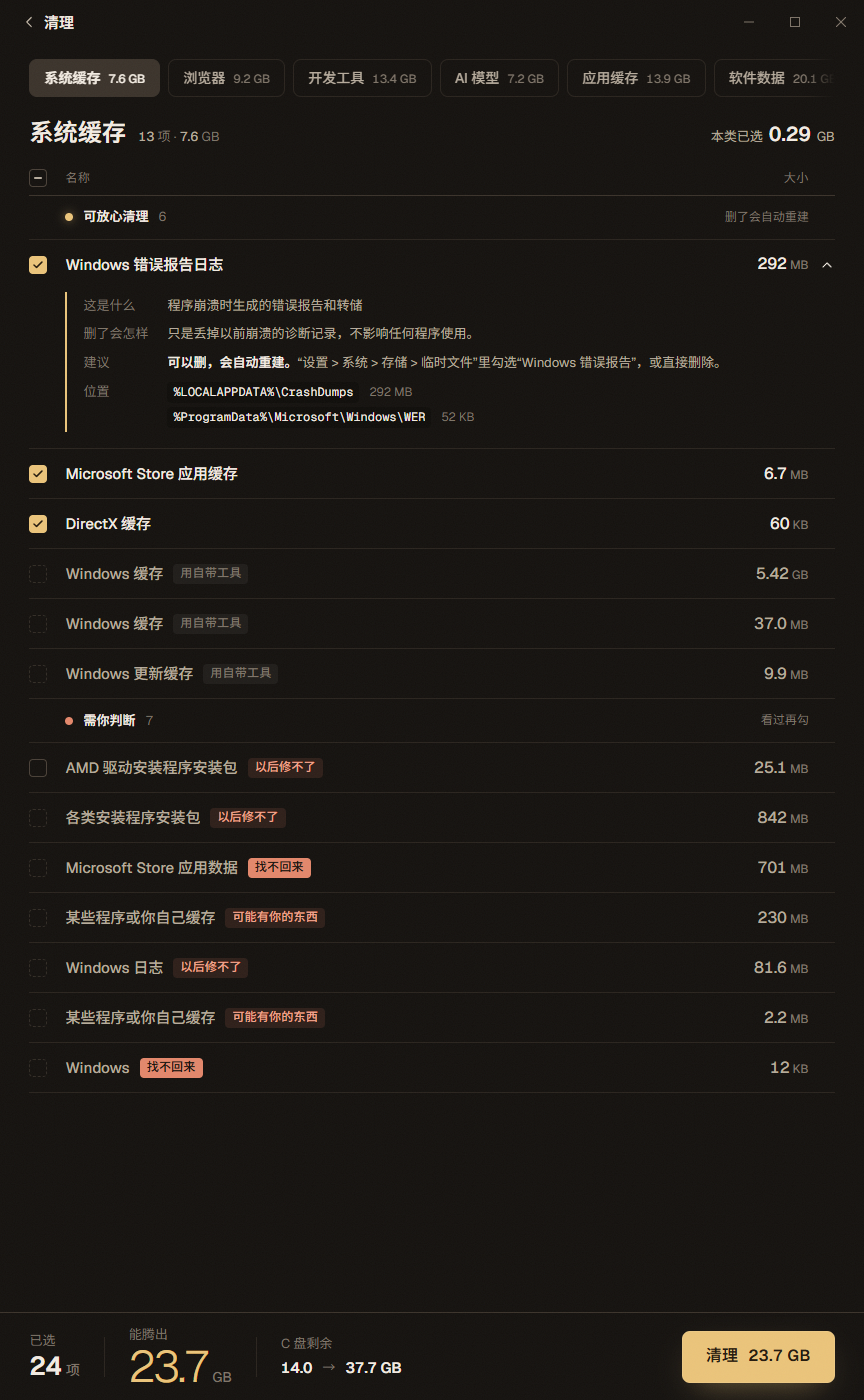 清理
系统缓存 7.6 GB 浏览器 9.2 GB 开发工具 13.4 GB AI 模型 7.2 GB 应用缓存 13.9 GB 软件数据 20.1
系统缓存 13 项 · 7.6 GB 本类已选 0.29 GB
名称 大小
可放心清理 6 删了会自动重建
Windows 错误报告日志 292 MB
这是什么 程序崩溃时生成的错误报告和转储
删了会怎样 只是丢掉以前崩溃的诊断记录，不影响任何程序使用。
建议 可以删，会自动重建。“设置 > 系统 > 存储 > 临时文件”里勾选“Windows 错误报告”，或直接删除。
位置 %LOCALAPPDATA%\CrashDumps 292 MB
%ProgramData%\Microsoft\Windows\WER 52 KB
Microsoft Store 应用缓存 6.7 MB
DirectX 缓存 60 KB
Windows 缓存 用自带工具 5.42 GB
Windows 缓存 用自带工具 37.0 MB
Windows 更新缓存 用自带工具 9.9 MB
需你判断 7 看过再勾
AMD 驱动安装程序安装包 以后修不了 25.1 MB
各类安装程序安装包 以后修不了 842 MB
Microsoft Store 应用数据 找不回来 701 MB
某些程序或你自己缓存 可能有你的东西 230 MB
Windows 日志 以后修不了 81.6 MB
某些程序或你自己缓存 可能有你的东西 2.2 MB
Windows 找不回来 12 KB
已选 能腾出 C 盘剩余
24 项 23.7 GB 14.0 → 37.7 GB 清理 23.7 GB